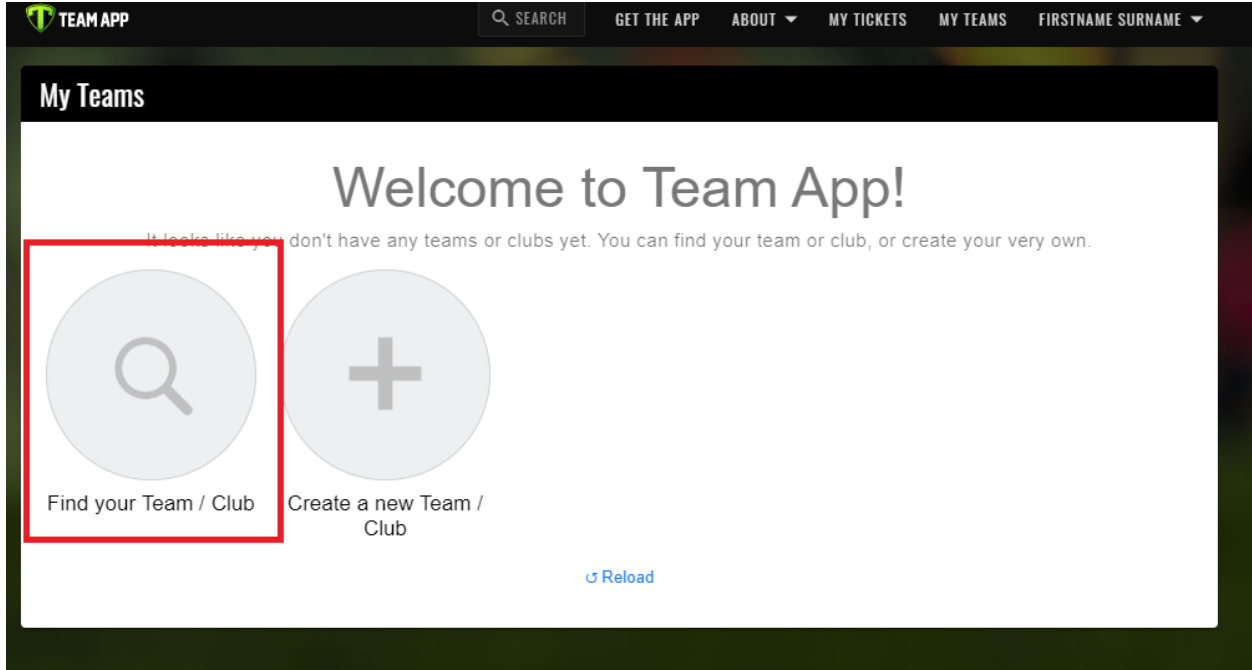 TEAM APP
SEARCH
GET THE APP
ABOUT
MY TICKETS
MY TEAMS
FIRSTNAME SURNAME
My Teams
Welcome to Team App!
It looks like you don't have any teams or clubs yet. You can find your team or club, or create your very own.
Find your Team / Club
Create a new Team /
Club
Reload